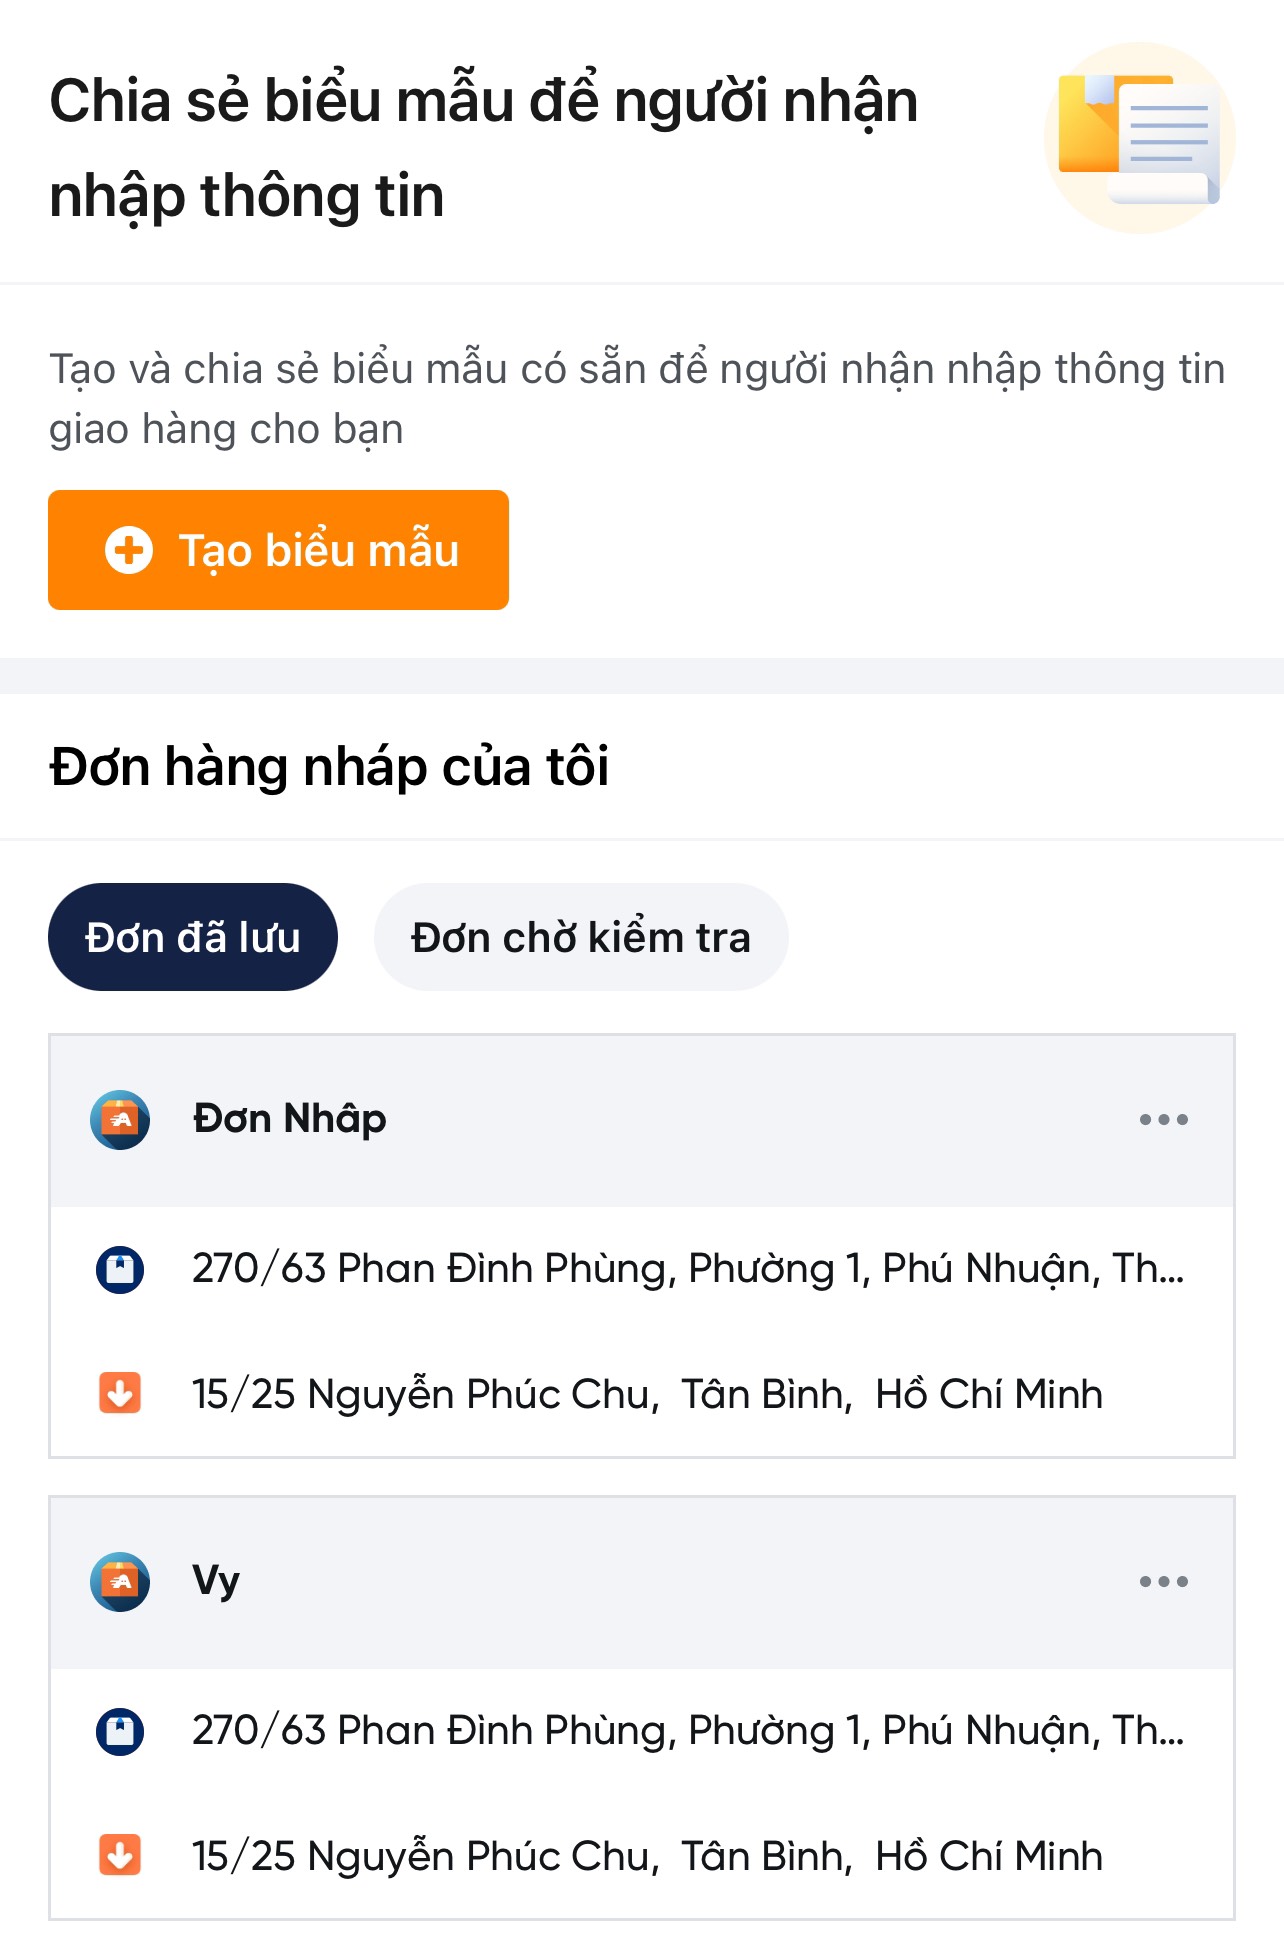 Chia sẻ biểu mẫu để người nhận
nhập thông tin
Tạo và chia sẻ biểu mẫu có sẵn để người nhận nhập thông tin
giao hàng cho bạn
Tạo biểu mẫu
Đơn hàng nháp của tôi
Đơn đã lưu
Đơn chờ kiểm tra
Đơn Nhâp
270/63 Phan Đình Phùng, Phường 1, Phú Nhuận, Th...
15/25 Nguyễn Phúc Chu, Tân Bình, Hồ Chí Minh
Vy
270/63 Phan Đình Phùng, Phường 1, Phú Nhuận, Th...
15/25 Nguyễn Phúc Chu, Tân Bình, Hồ Chí Minh